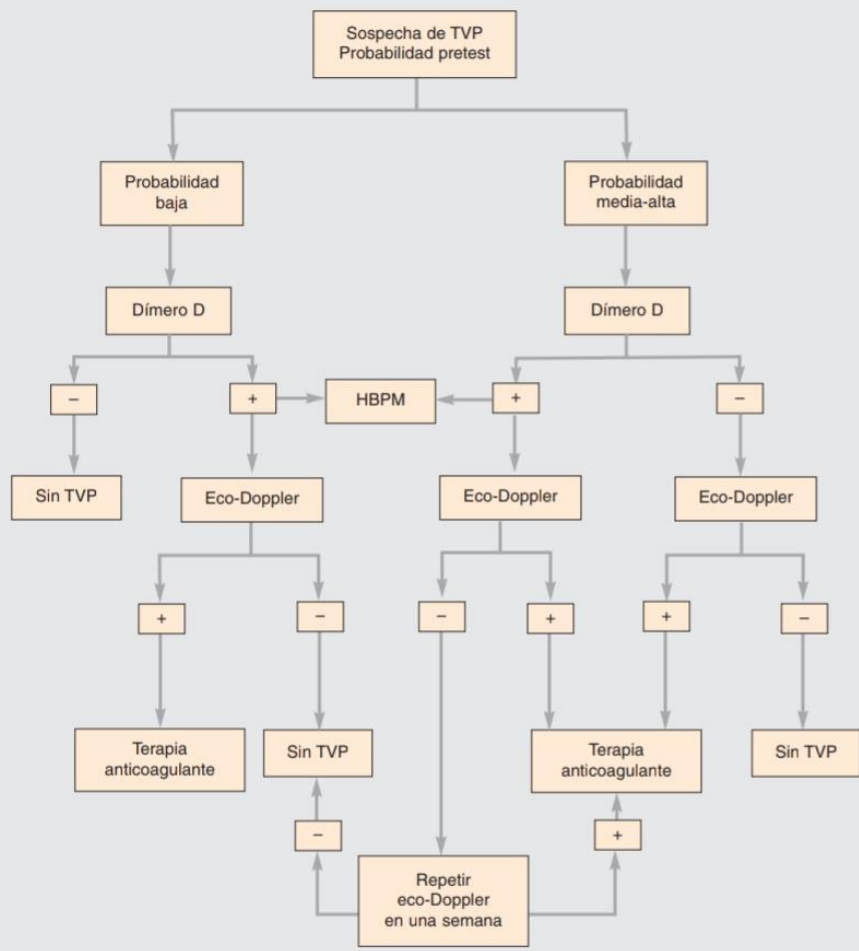 Sospecha de TVP
Probabilidad pretest
Probabilidad
baja
Probabilidad
media-alta
Dímero D
Dímero D
–
+
HBPM
+
–
Sin TVP
Eco-Doppler
Eco-Doppler
Eco-Doppler
+
–
–
+
+
–
Terapia
anticoagulante
Sin TVP
Terapia
anticoagulante
Sin TVP
–
+
Repetir
eco-Doppler
en una semana